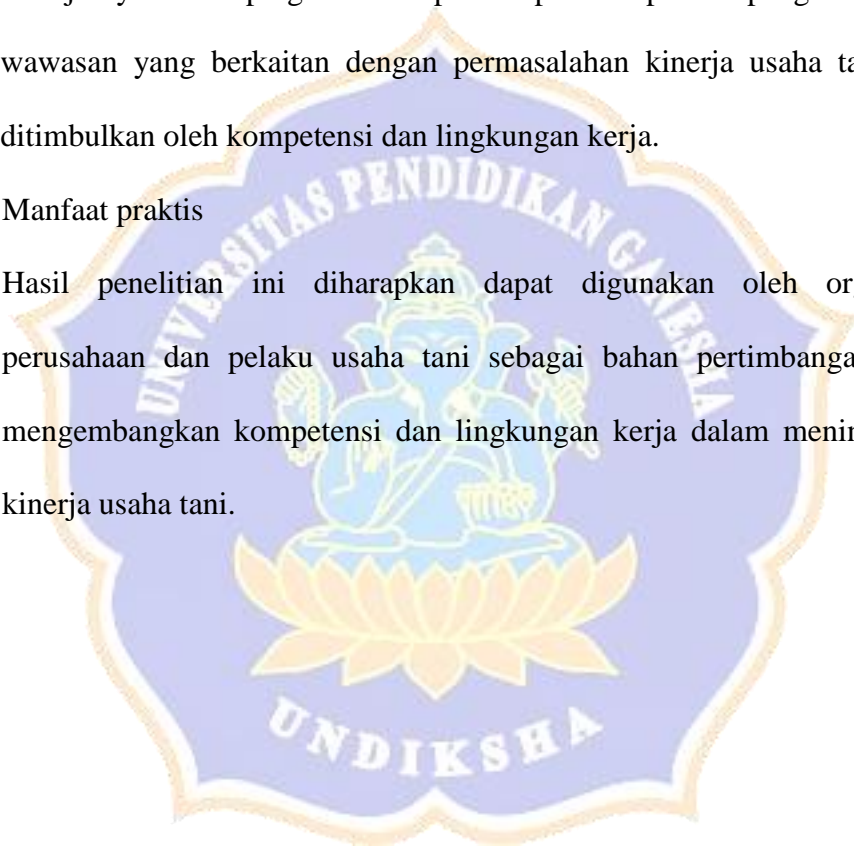 wawasan yang berkaitan dengan permasalahan kinerja usaha
ditimbulkan oleh kompetensi dan lingkungan kerja.
Manfaat praktis
Hasil penelitian ini diharapkan dapat digunakan oleh
perusahaan dan pelaku usaha tani sebagai bahan
mengembangkan kompetensi dan lingkungan kerja dalam
kinerja usaha tani.
UNIVERSITAS PENDIDIKAN GANESHA
UNDIKSHA